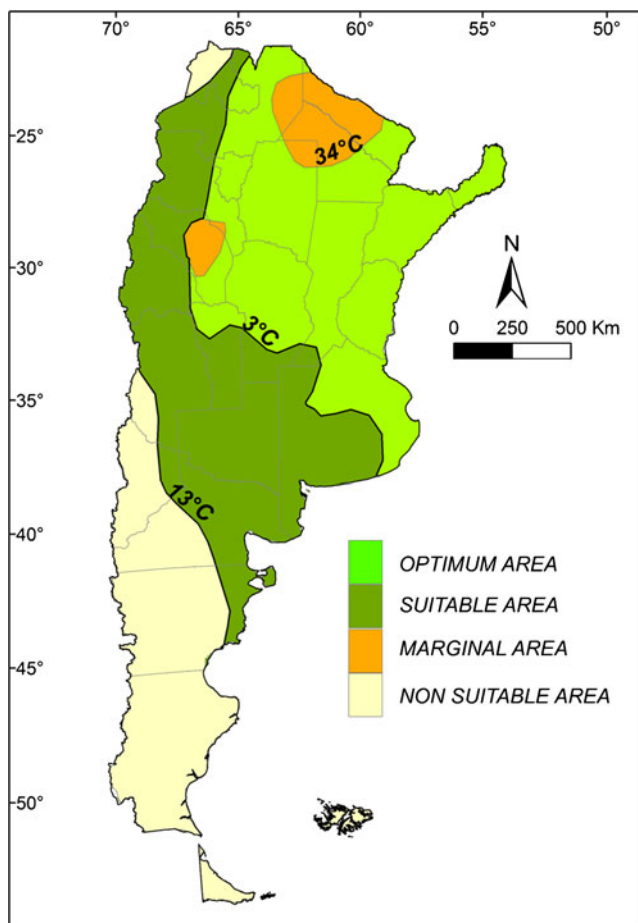 70° 65° 60° 55° 50°
25°
34°C
30°
N
3°C
0 250 500 Km
35°
13°C
40°
OPTIMUM AREA
SUITABLE AREA
45°
MARGINAL AREA
NON SUITABLE AREA
50°